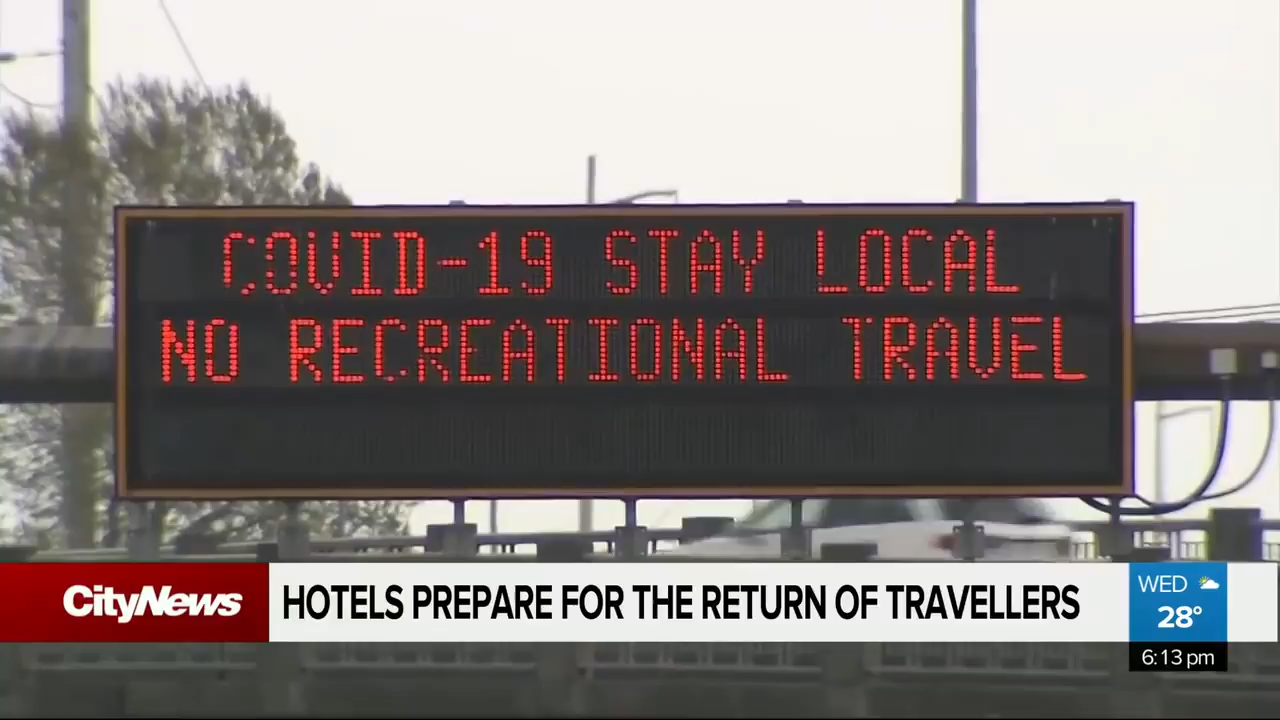 COVID-19 STAY LOCAL
NO RECREATIONAL TRAVEL
CityNews
HOTELS PREPARE FOR THE RETURN OF TRAVELLERS
WED
28°
6:13 pm